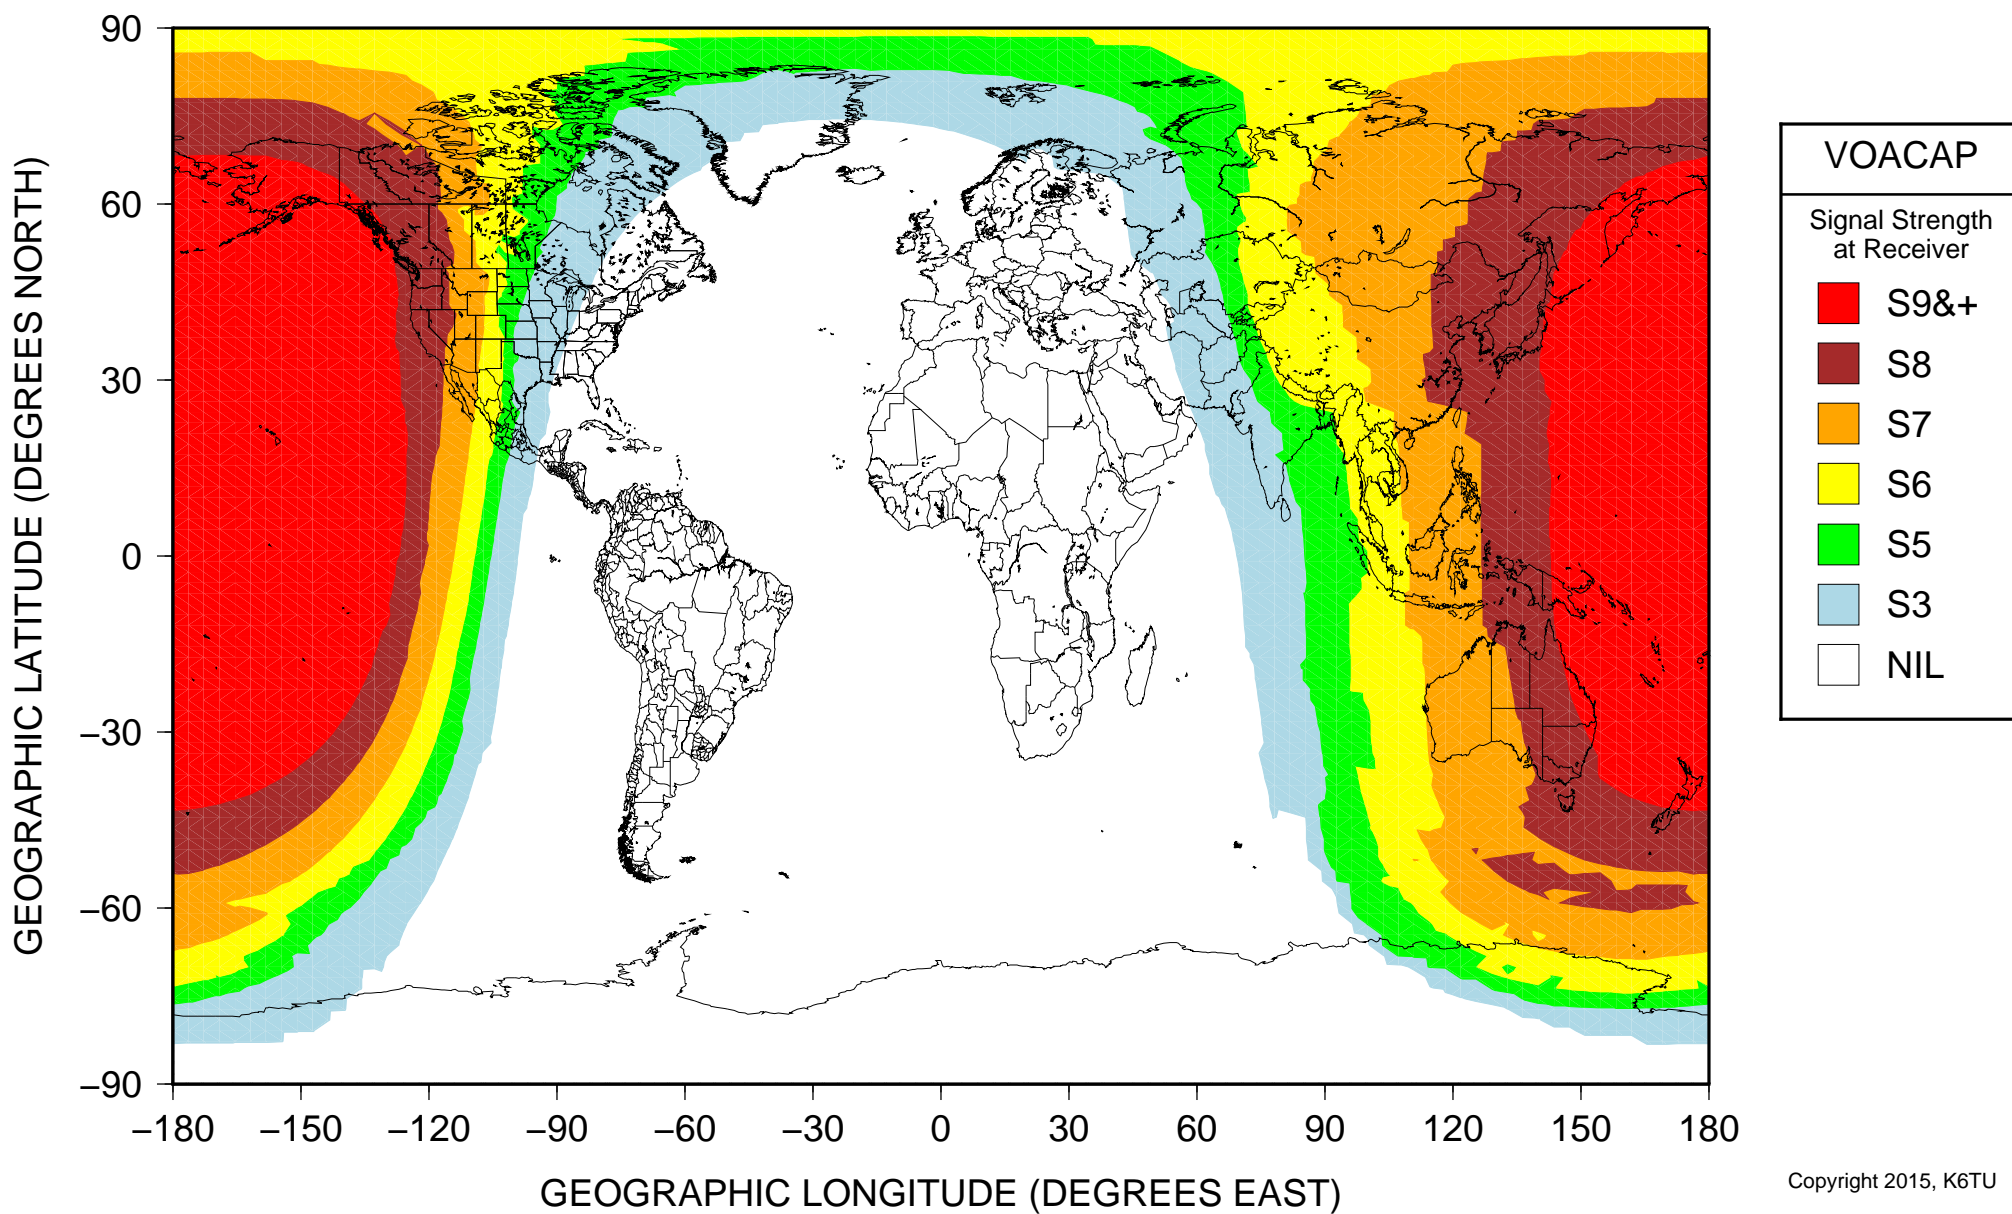 90
60
30
0
−30
−60
−90
GEOGRAPHIC LATITUDE (DEGREES NORTH)
−180 −150 −120 −90 −60 −30 0 30 60 90 120 150 180
GEOGRAPHIC LONGITUDE (DEGREES EAST)
VOACAP
Signal Strength
at Receiver
S9&+
S8
S7
S6
S5
S3
NIL
Copyright 2015, K6TU